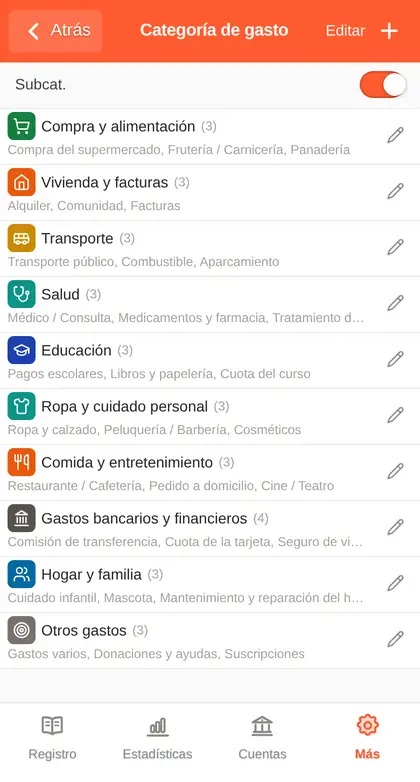 Atrás
Categoría de gasto
Editar
Subcat.
Compra y alimentación (3)
Compra del supermercado, Frutería / Carnicería, Panadería
Vivienda y facturas (3)
Alquiler, Comunidad, Facturas
Transporte (3)
Transporte público, Combustible, Aparcamiento
Salud (3)
Médico / Consulta, Medicamentos y farmacia, Tratamiento d…
Educación (3)
Pagos escolares, Libros y papelería, Cuota del curso
Ropa y cuidado personal (3)
Ropa y calzado, Peluquería / Barbería, Cosméticos
Comida y entretenimiento (3)
Restaurante / Cafetería, Pedido a domicilio, Cine / Teatro
Gastos bancarios y financieros (4)
Comisión de transferencia, Cuota de la tarjeta, Seguro de vi…
Hogar y familia (3)
Cuidado infantil, Mascota, Mantenimiento y reparación del h…
Otros gastos (3)
Gastos varios, Donaciones y ayudas, Suscripciones
Registro
Estadísticas
Cuentas
Más